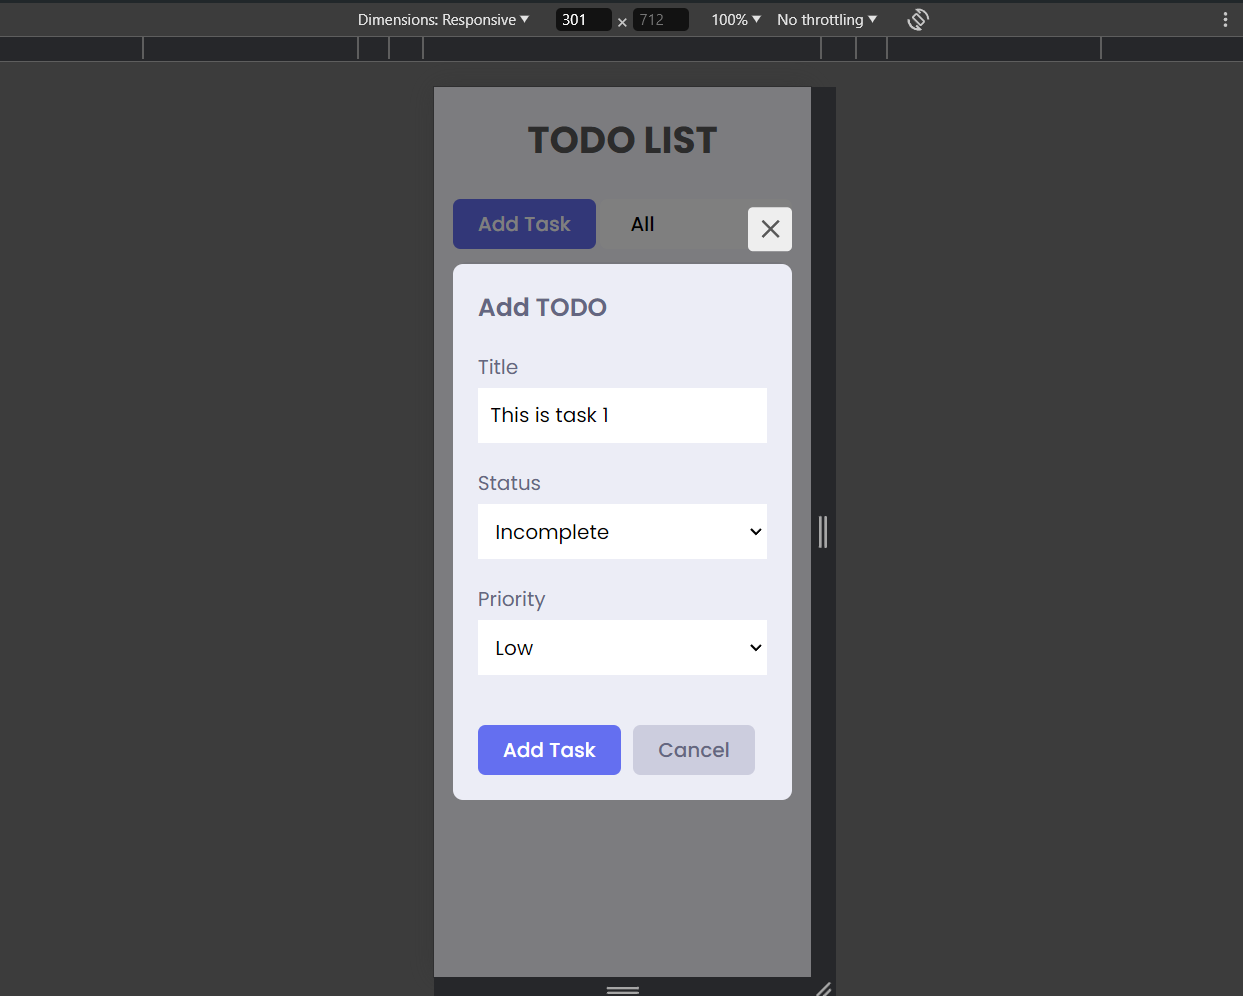 Dimensions: Responsive ▼ 301 × 712 100% ▼ No throttling ▼
TODO LIST
Add Task All
Add TODO
Title
This is task 1
Status
Incomplete
Priority
Low
Add Task Cancel